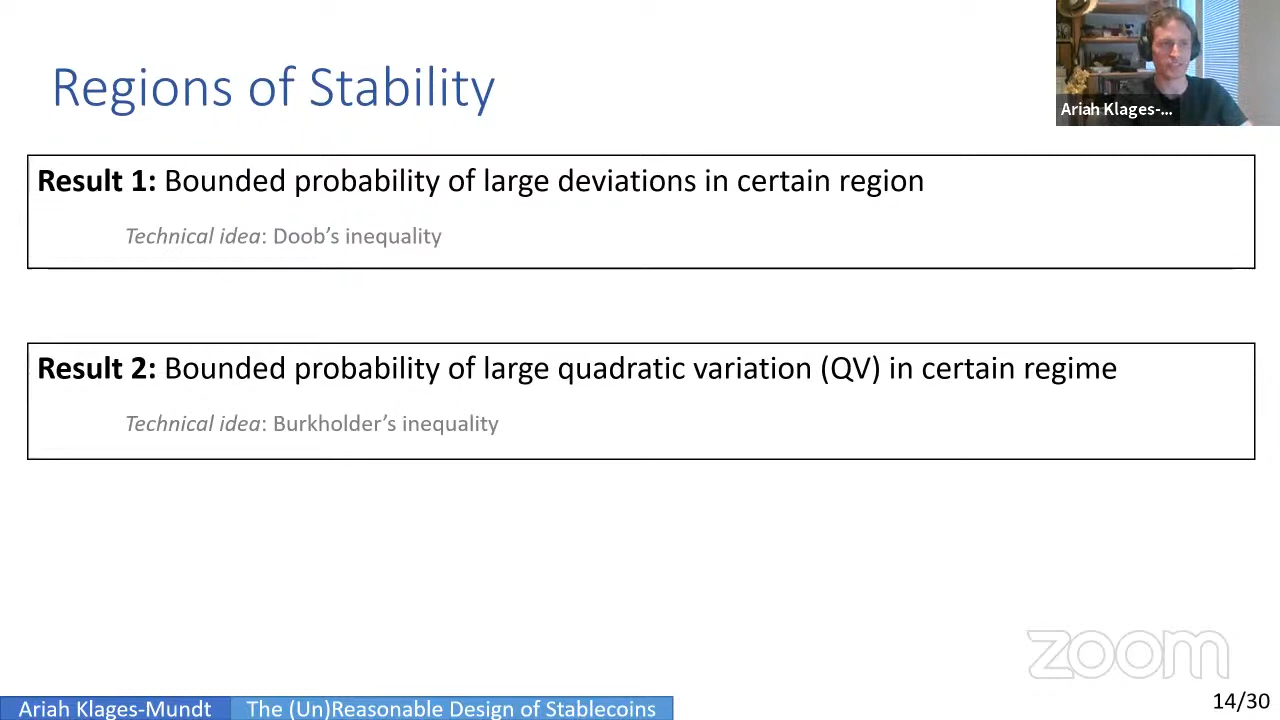 Regions of Stability
Ariah Klages-...
Result 1: Bounded probability of large deviations in certain region
Technical idea: Doob’s inequality
Result 2: Bounded probability of large quadratic variation (QV) in certain regime
Technical idea: Burkholder’s inequality
zoom
Ariah Klages-Mundt
The (Un)Reasonable Design of Stablecoins
14/30